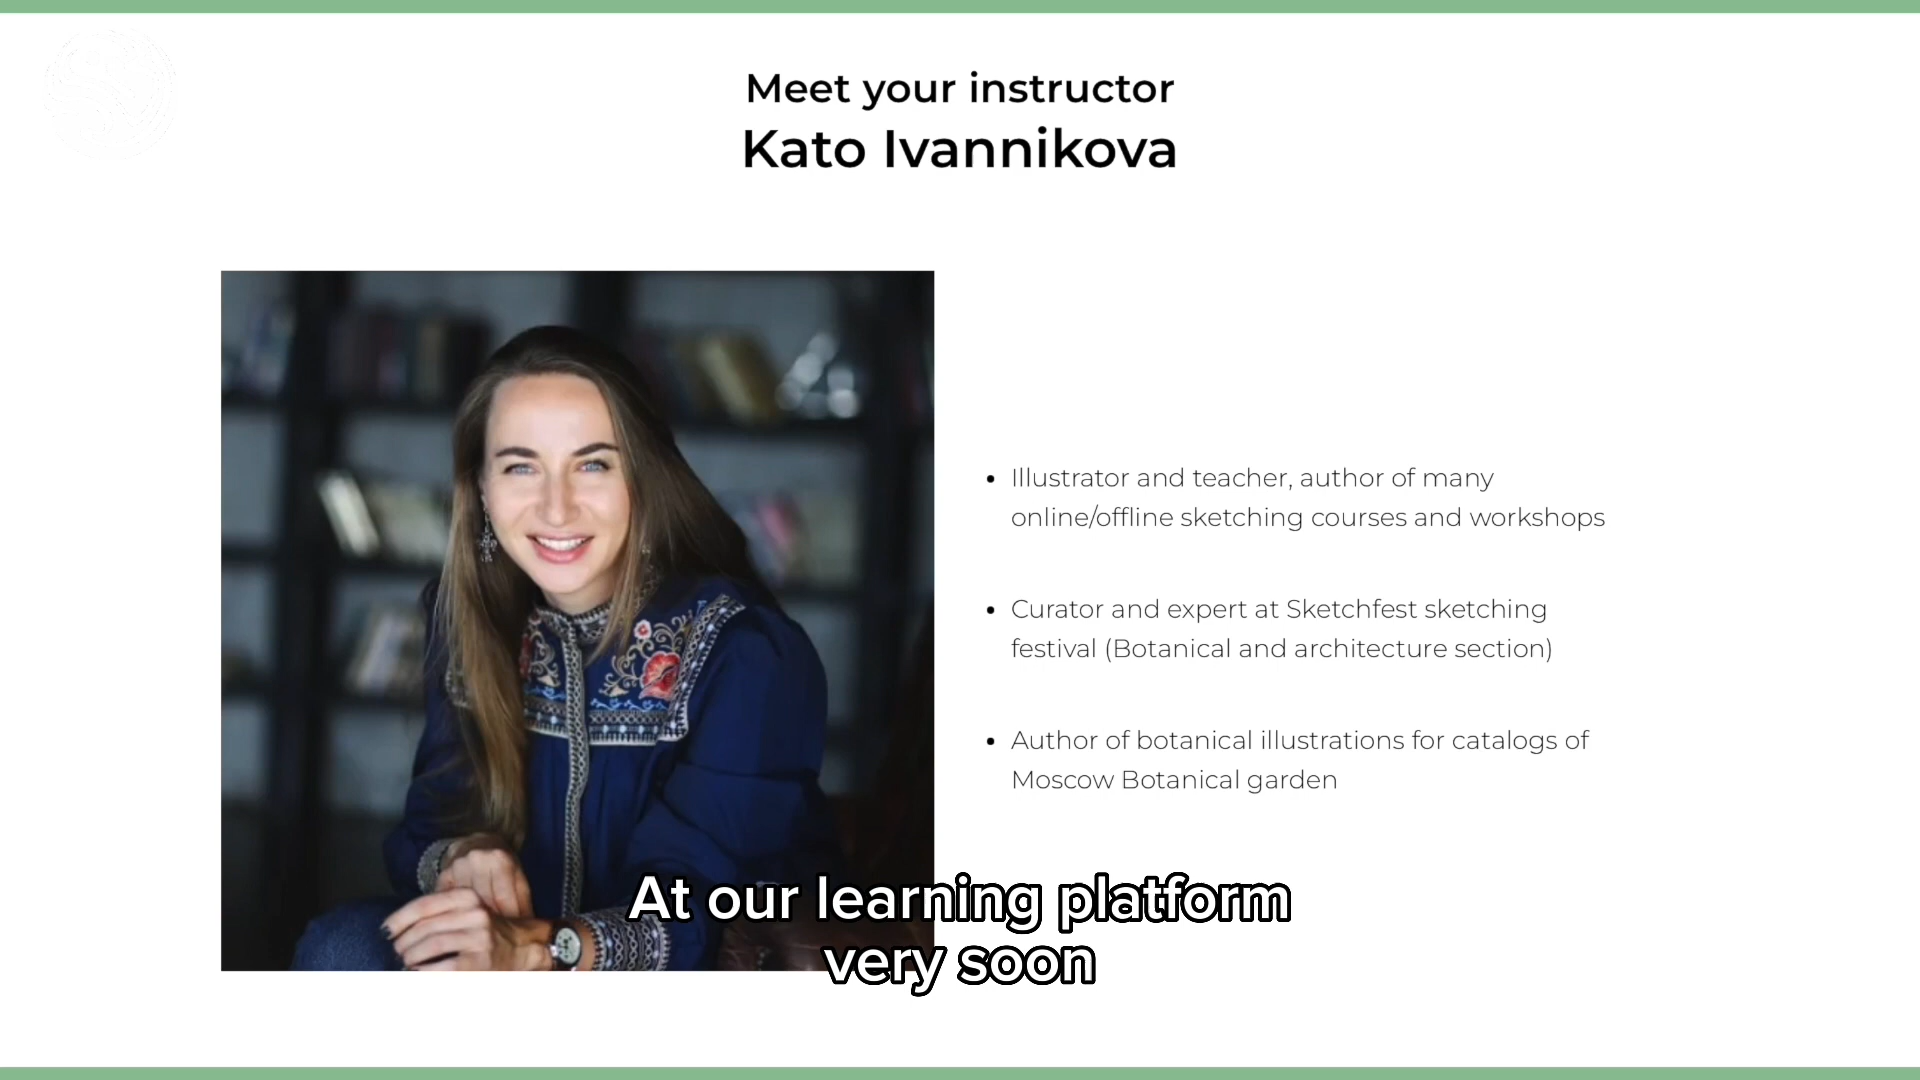 Meet your instructor
Kato Ivannikova
• Illustrator and teacher, author of many
online/offline sketching courses and workshops
• Curator and expert at Sketchfest sketching
festival (Botanical and architecture section)
• Author of botanical illustrations for catalogs of
Moscow Botanical garden
At our learning platform
very soon